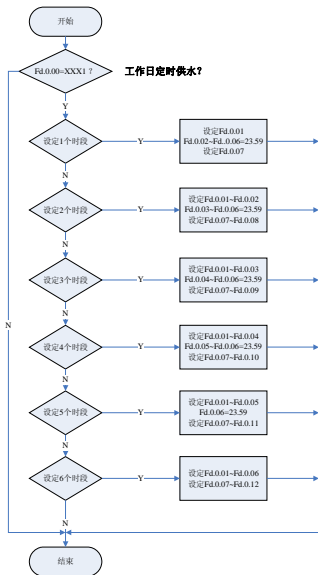 开始
Fd.0.00=XXX1 ?
工作日定时供水?
Y
设定1个时段
Y
设定Fd.0.01
Fd.0.02~Fd..0.06=23.59
设定Fd.0.07
N
设定2个时段
Y
设定Fd.0.01~Fd.0.02
Fd.0.03~Fd.0.06=23.59
设定Fd.0.07~Fd.0.08
N
设定3个时段
Y
设定Fd.0.01~Fd.0.03
Fd.0.04~Fd.0.06=23.59
设定Fd.0.07~Fd.0.09
N
N
设定4个时段
Y
设定Fd.0.01~Fd.0.04
Fd.0.05~Fd.0.06=23.59
设定Fd.0.07~Fd.0.10
N
设定5个时段
Y
设定Fd.0.01~Fd.0.05
Fd.0.06=23.59
设定Fd.0.07~Fd.0.11
N
设定6个时段
Y
设定Fd.0.01~Fd.0.06
设定Fd.0.07~Fd.0.12
N
结束